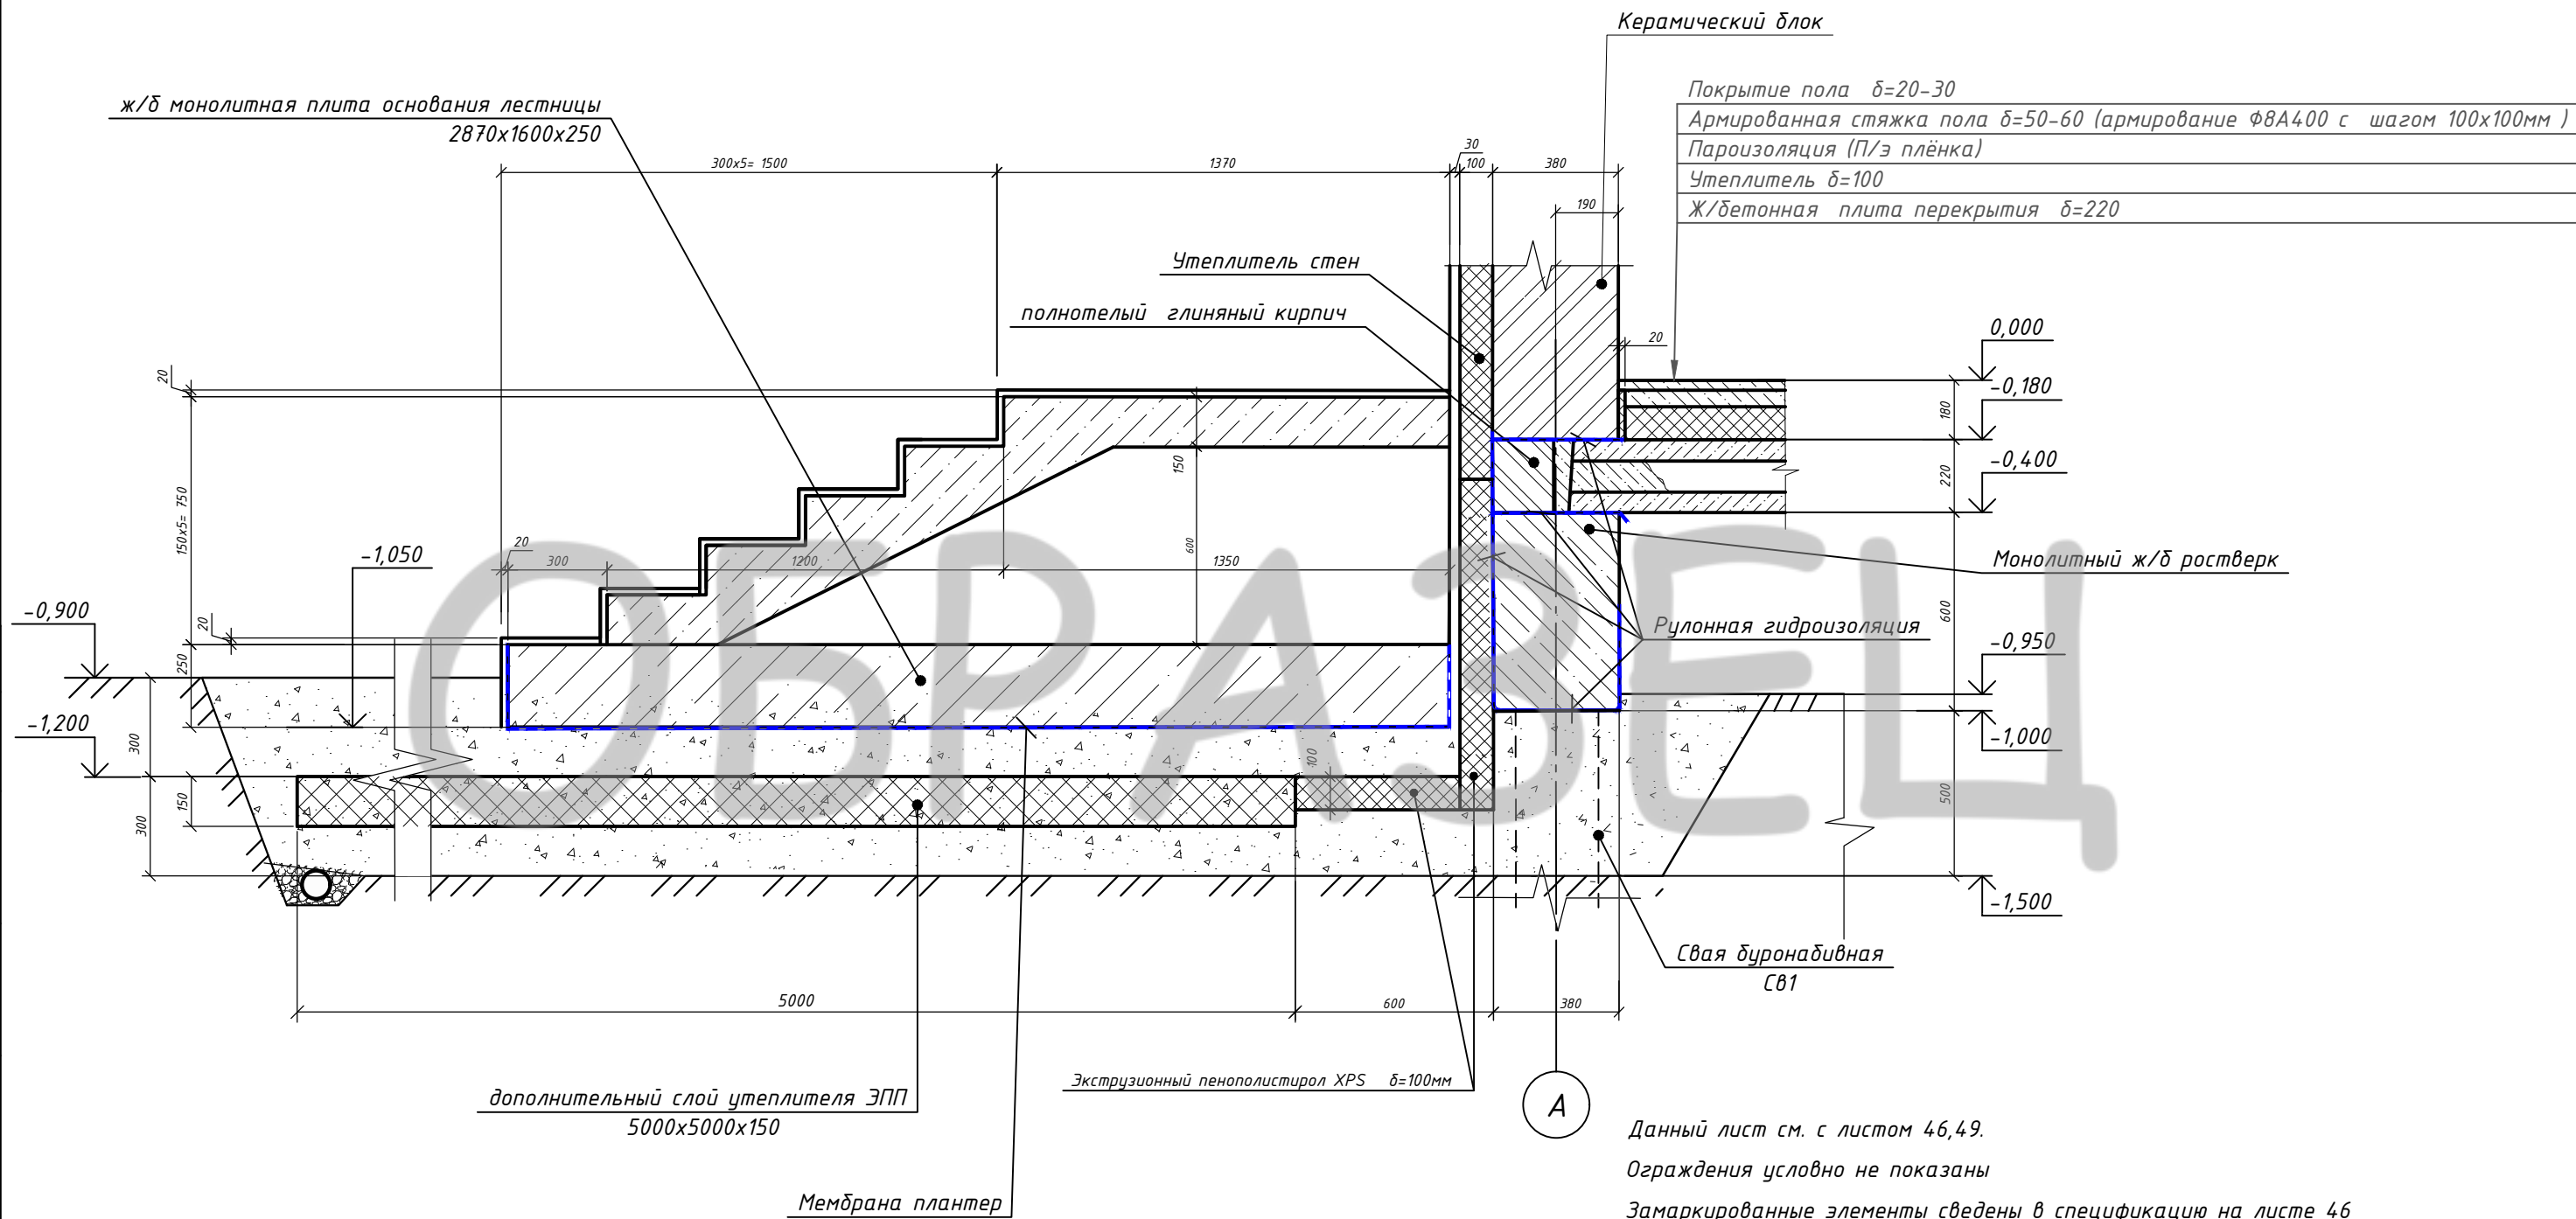 Керамический блок
ж/б монолитная плита основания лестницы
2870х1600х250
Покрытие пола δ=20-30
Армированная стяжка пола δ=50-60 (армирование Ф8А400 с шагом 100х100мм )
Пароизоляция (П/э плёнка)
Утеплитель δ=100
Ж/бетонная плита перекрытия δ=220
300х5= 1500
1370
30
100
380
190
Утеплитель стен
полнотелый глиняный кирпич
20
0,000
-0,180
-0,400
180
220
600
500
20
150х5= 750
250
20
150
600
20
300
1200
1350
-1,050
-0,900
-1,200
300
300
150
100
Монолитный ж/б ростверк
Рулонная гидроизоляция
-0,950
-1,000
-1,500
ОБРАЗЕЦ
Свая буронабивная
Св1
5000
600
380
Экструзионный пенополистирол XPS δ=100мм
дополнительный слой утеплителя ЭПП
5000х5000х150
Мембрана плантер
А
Данный лист см. с листом 46,49.
Ограждения условно не показаны
Замаркированные элементы сведены в спецификацию на листе 46